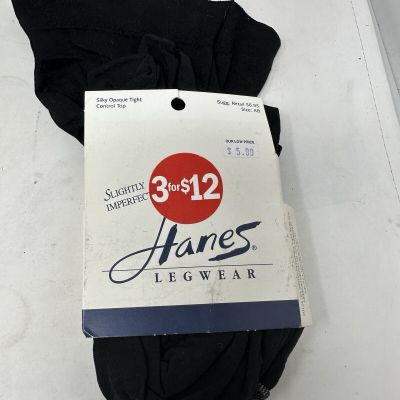 Silky Opaque Tight
Control Top
Sugg. Retail $6.95
Size: AB
OUR LOW PRICE
$ 5.00
SLIGHTLY
IMPERFEC
3 for $12
Hanes®
LEGWEAR